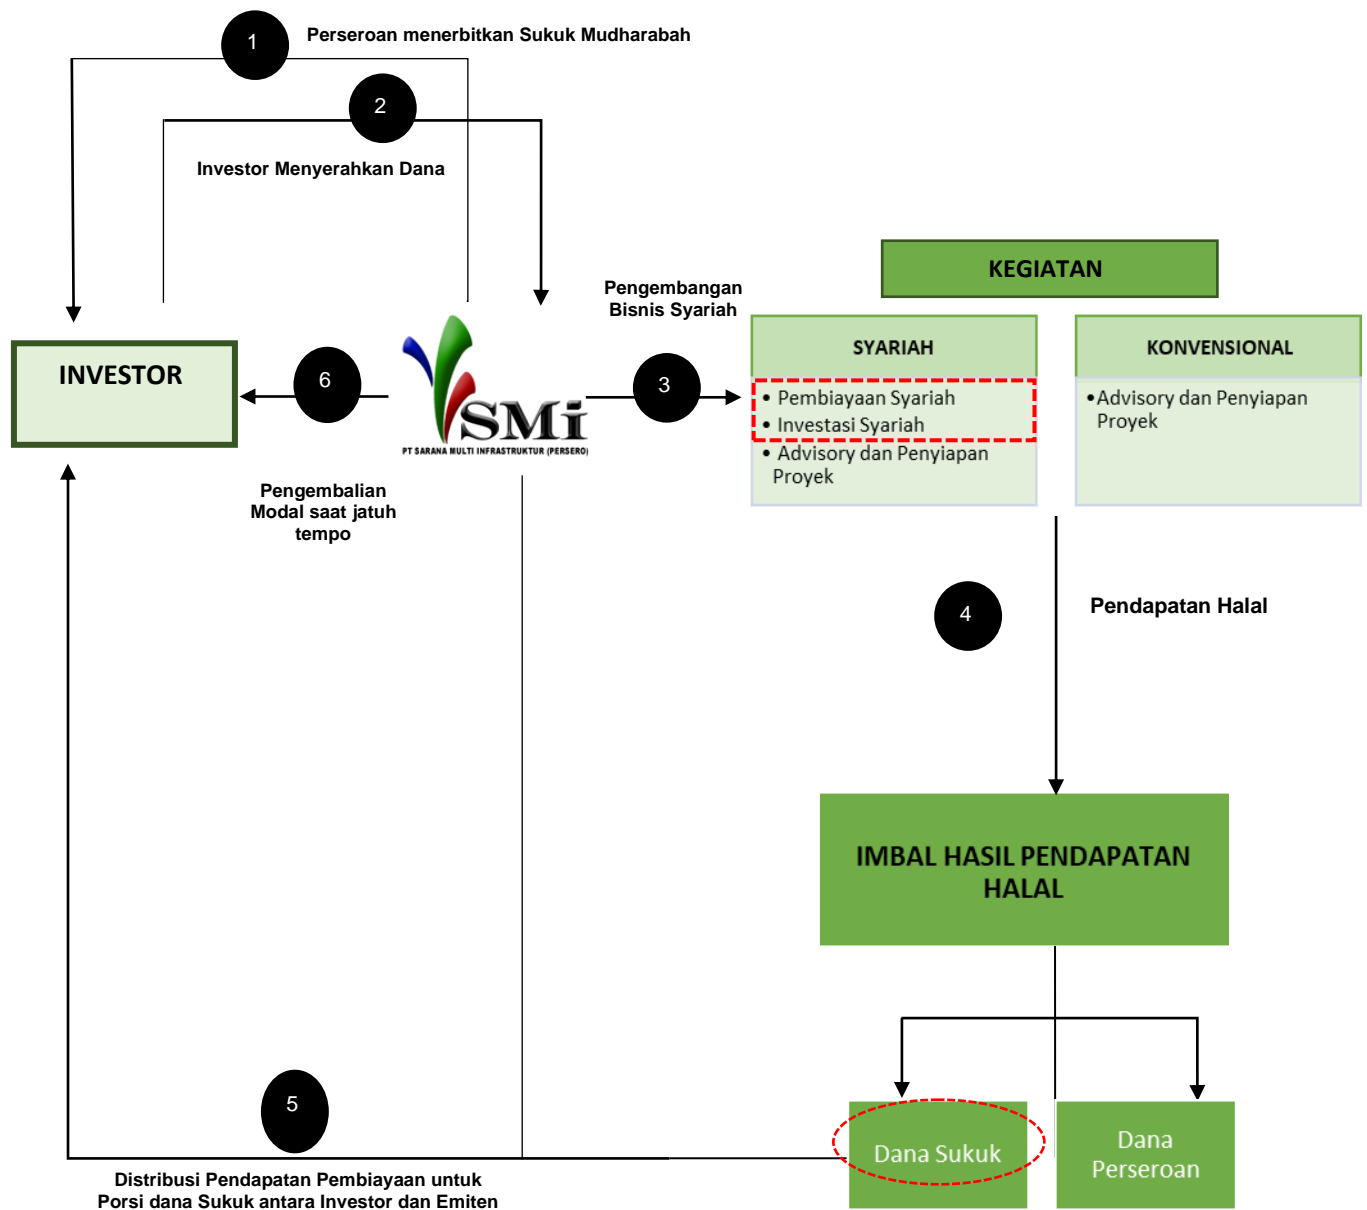 1
Perseroan menerbitkan Sukuk Mudharabah
2
Investor Menyerahkan Dana
KEGIATAN
Pengembangan
Bisnis Syariah
SYARIAH
KONVENSIONAL
INVESTOR
6
3
• Pembiayaan Syariah
• Investasi Syariah
• Advisory dan Penyiapan
Proyek
•Advisory dan Penyiapan
Proyek
SMi
PT SARANA MULTI INFRASTRUKTUR (PERSERO)
Pengembalian
Modal saat jatuh
tempo
4
Pendapatan Halal
IMBAL HASIL PENDAPATAN
HALAL
5
Dana Sukuk
Dana
Perseroan
Distribusi Pendapatan Pembiayaan untuk
Porsi dana Sukuk antara Investor dan Emiten